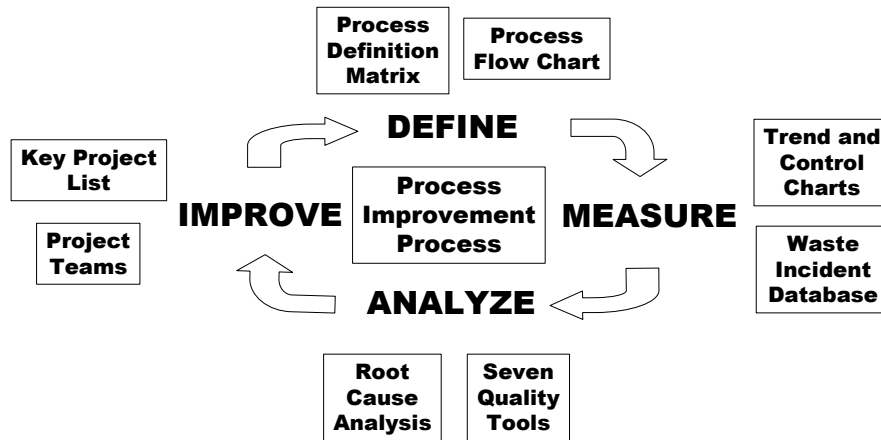 Process
Definition
Matrix
Process
Flow Chart
DEFINE
Key Project
List
Trend and
Control
Charts
IMPROVE
Process
Improvement
Process
MEASURE
Project
Teams
Waste
Incident
Database
ANALYZE
Root
Cause
Analysis
Seven
Quality
Tools